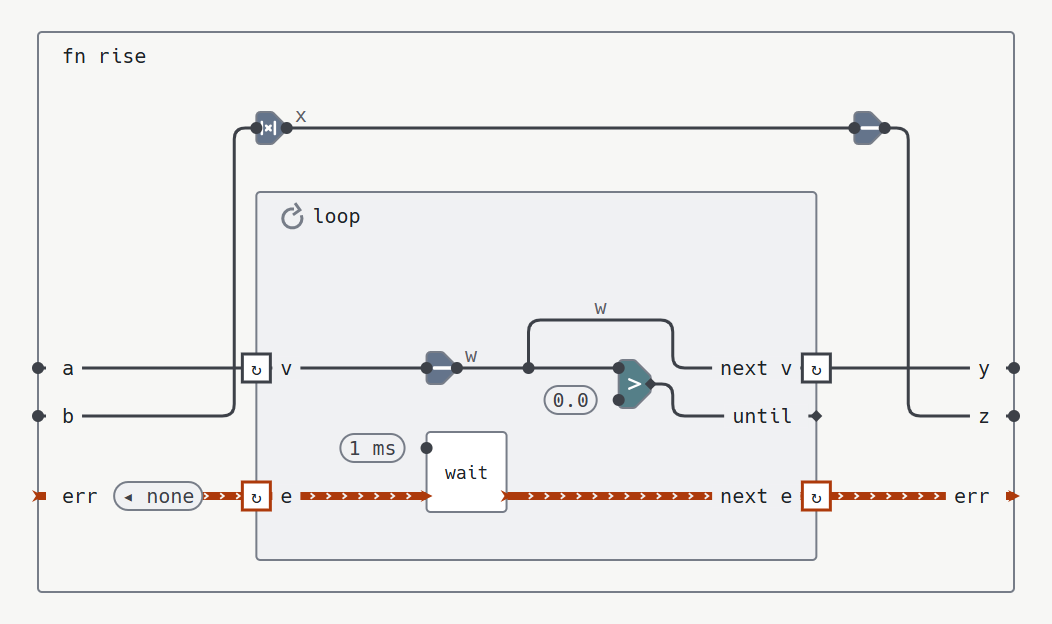 fn rise
|x|
x
loop
w
a
v
w
next v
y
>
0.0
b
until
z
1 ms
wait
err
◂ none
e
next e
err